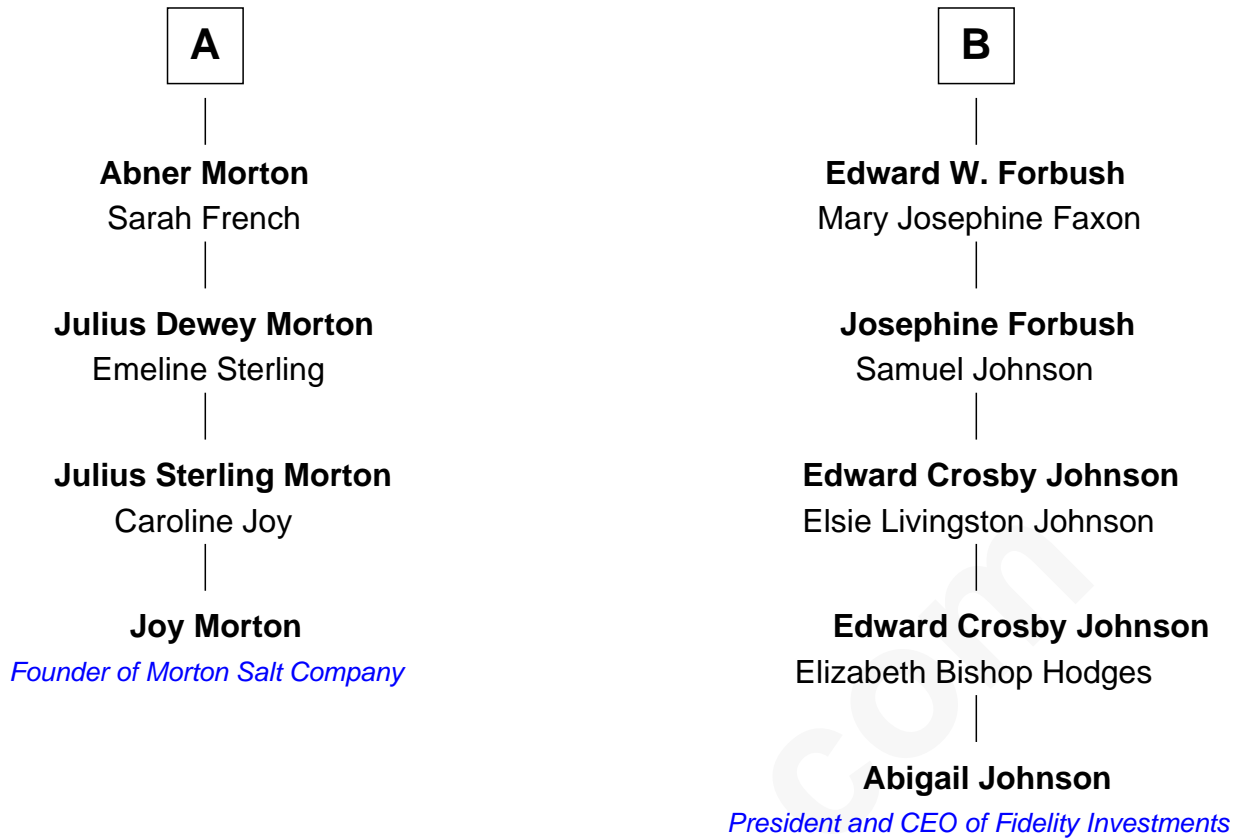 A
Abner Morton
Sarah French
Julius Dewey Morton
Emeline Sterling
Julius Sterling Morton
Caroline Joy
Joy Morton
Founder of Morton Salt Company
B
Edward W. Forbush
Mary Josephine Faxon
Josephine Forbush
Samuel Johnson
Edward Crosby Johnson
Elsie Livingston Johnson
Edward Crosby Johnson
Elizabeth Bishop Hodges
Abigail Johnson
President and CEO of Fidelity Investments
com